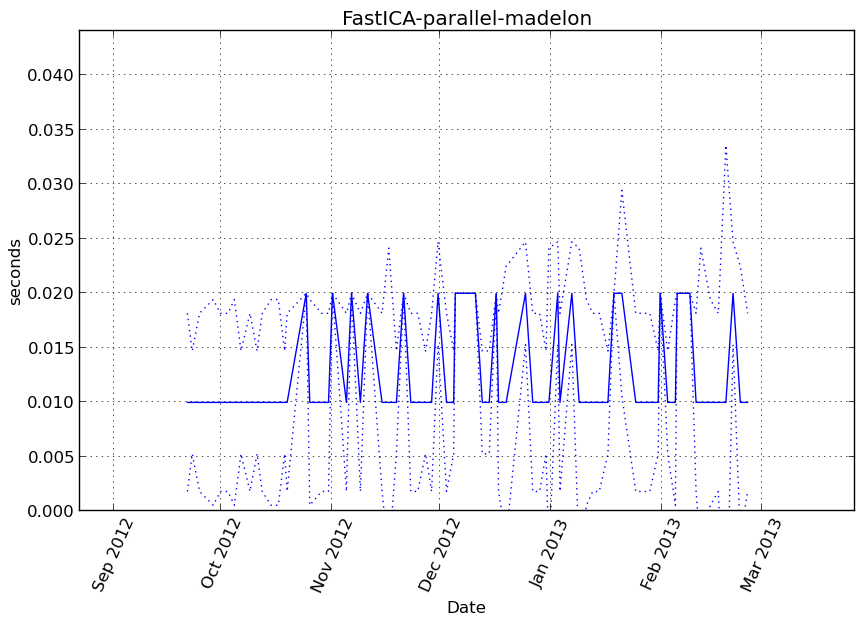 FastICA-parallel-madelon
0.040
0.035
0.030
0.025
0.020
0.015
0.010
0.005
0.000
seconds
Sep 2012
Oct 2012
Nov 2012
Dec 2012
Jan 2013
Feb 2013
Mar 2013
Date